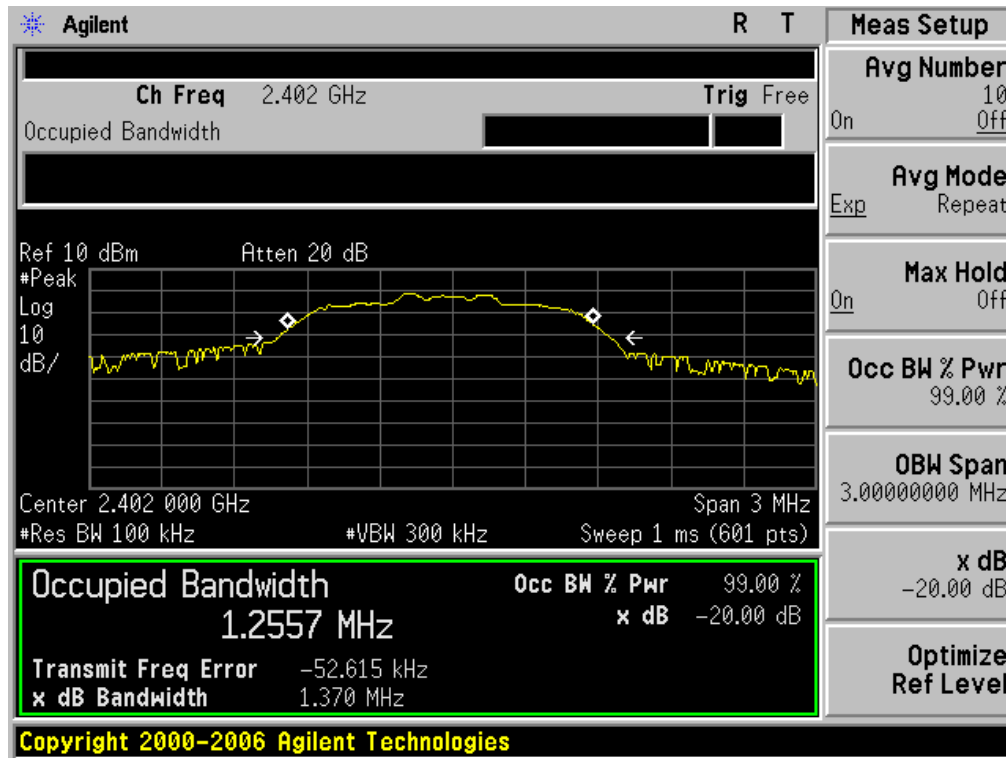 Agilent R T
Ch Freq 2.402 GHz Trig Free
Occupied Bandwidth
Ref 10 dBm Atten 20 dB
#Peak
Log
10
dB/
Center 2.402 000 GHz Span 3 MHz
#Res BW 100 kHz #VBW 300 kHz Sweep 1 ms (601 pts)
Occupied Bandwidth Occ BW % Pwr 99.00 %
1.2557 MHz x dB -20.00 dB
Transmit Freq Error -52.615 kHz
x dB Bandwidth 1.370 MHz
Copyright 2000-2006 Agilent Technologies
Meas Setup
Avg Number
10
On Off
Avg Mode
Exp Repeat
Max Hold
On Off
Occ BW % Pwr
99.00 %
OBW Span
3.00000000 MHz
x dB
-20.00 dB
Optimize
Ref Level